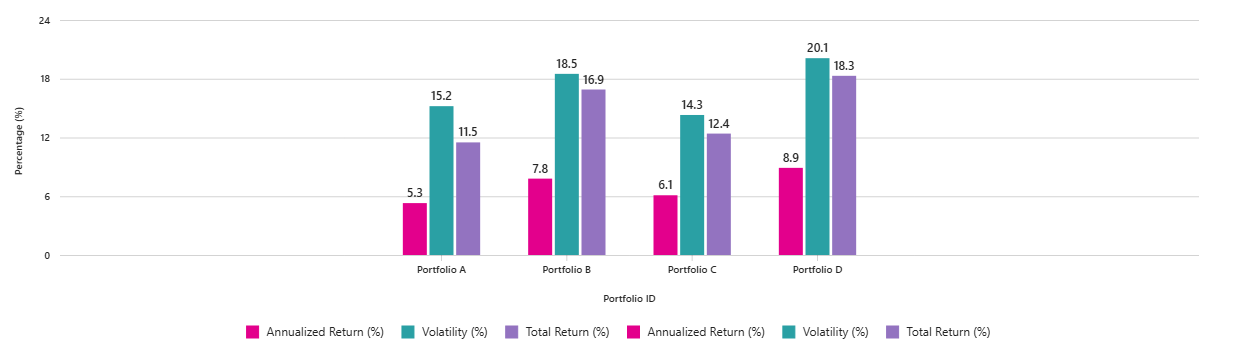 24
18
12
6
0
Percentage (%)
5.3
15.2
11.5
7.8
18.5
16.9
6.1
14.3
12.4
8.9
20.1
18.3
Portfolio A
Portfolio B
Portfolio C
Portfolio D
Portfolio ID
Annualized Return (%) Volatility (%) Total Return (%) Annualized Return (%) Volatility (%) Total Return (%)